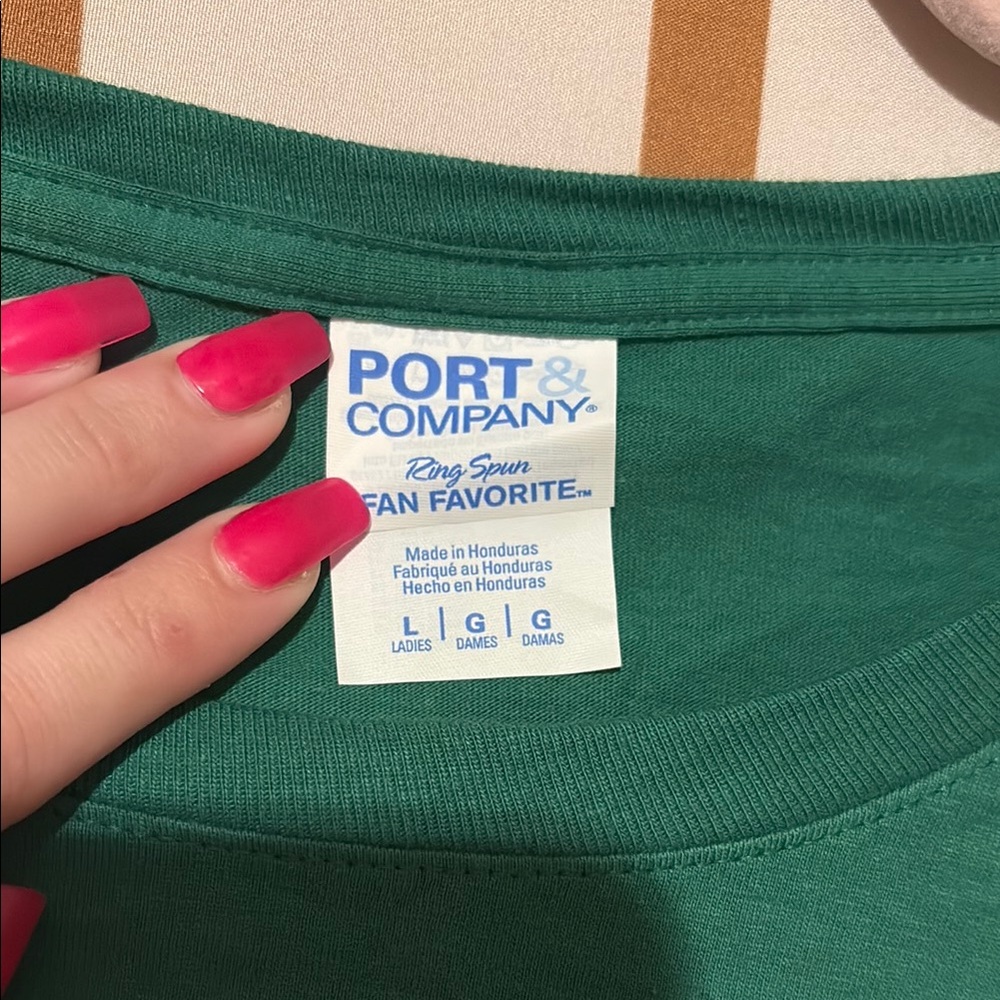 PORT &
COMPANY®
Ring Spun
FAN FAVORITE™
Made in Honduras
Fabriqué au Honduras
Hecho en Honduras
L | G | G
LADIES DAMES DAMAS